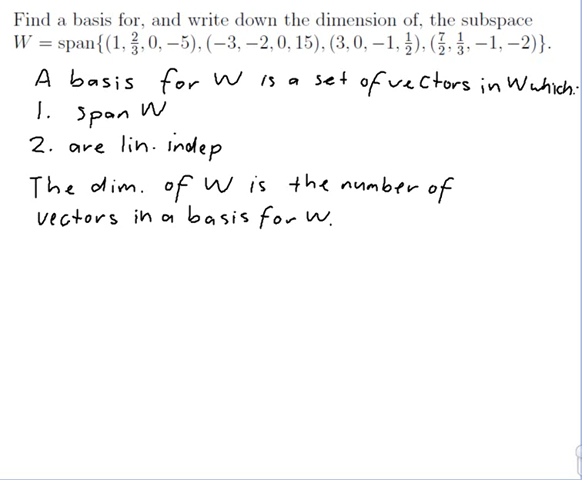 Find a basis for, and write down the dimension of, the subspace
W = span{(1, 2/3, 0, −5), (−3, −2, 0, 15), (3, 0, −1, 1/2), (7/2, 1/3, −1, −2)}.
A basis for W is a set of vectors in W which:
1. span W
2. are lin. indep
The dim. of W is the number of
vectors in a basis for W.